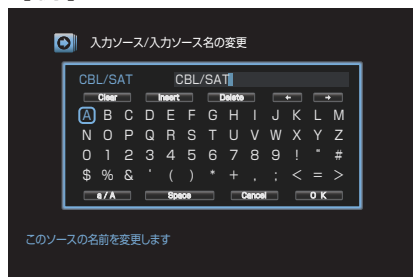 入力ソース/入力ソース名の変更
CBL/SAT CBL/SAT
Clear Insert Delete ← →
A B C D E F G H I J K L M
N O P Q R S T U V W X Y Z
0 1 2 3 4 5 6 7 8 9 ! " #
$ % & ' ( ) * + , ; < = >
a / A Space Cancel O K
このソースの名前を変更します